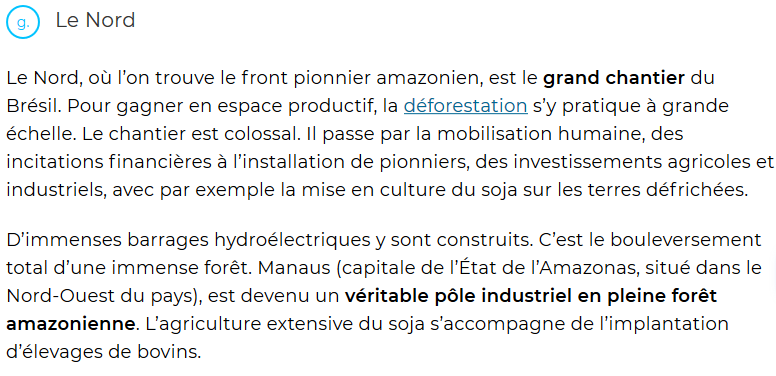 g. Le Nord
Le Nord, où l’on trouve le front pionnier amazonien, est le grand chantier du
Brésil. Pour gagner en espace productif, la déforestation s’y pratique à grande
échelle. Le chantier est colossal. Il passe par la mobilisation humaine, des
incitations financières à l’installation de pionniers, des investissements agricoles et
industriels, avec par exemple la mise en culture du soja sur les terres défrichées.
D’immenses barrages hydroélectriques y sont construits. C’est le bouleversement
total d’une immense forêt. Manaus (capitale de l’État de l’Amazonas, situé dans le
Nord-Ouest du pays), est devenu un véritable pôle industriel en pleine forêt
amazonienne. L’agriculture extensive du soja s’accompagne de l’implantation
d’élevages de bovins.